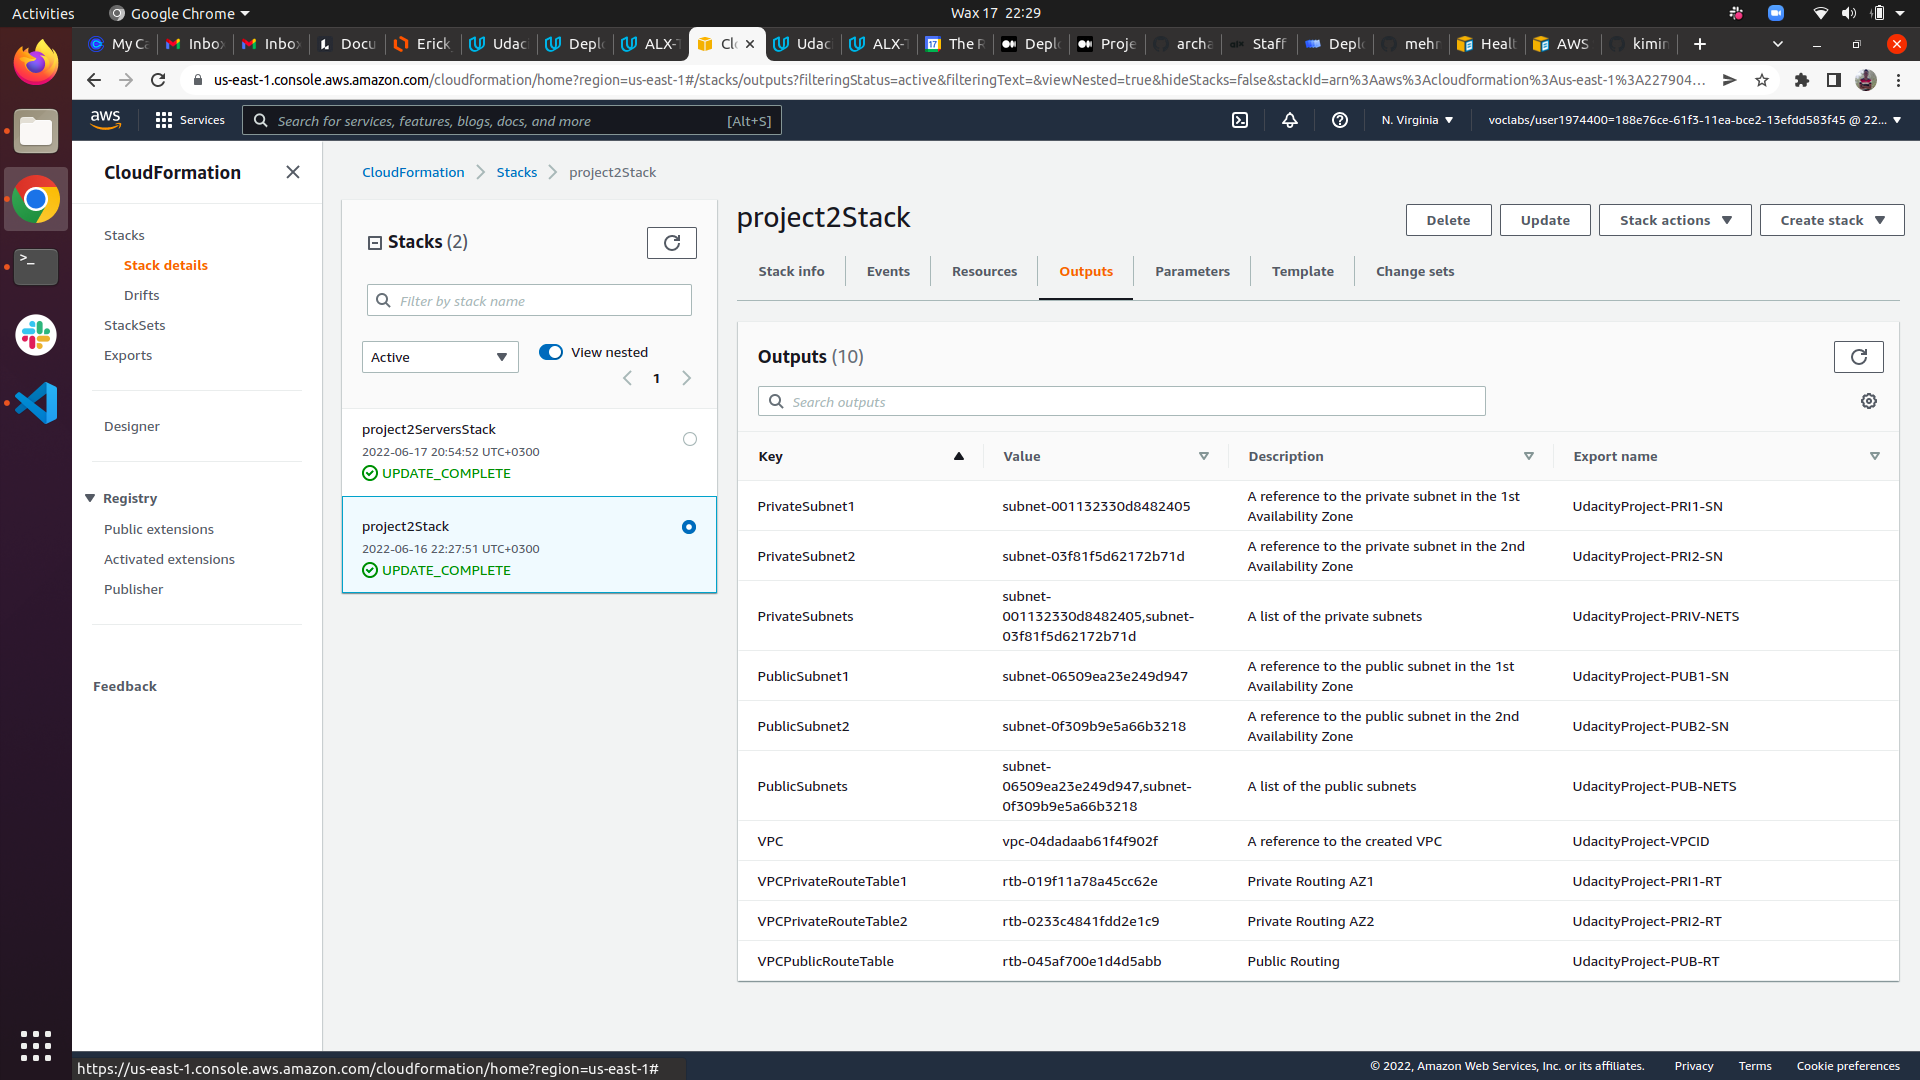 Activities
Google Chrome
Wax 17 22:29
My Ca
Inbox
Inbox
Docu
Erick
Udac
Deplo
ALX-T
Clo
Udac
ALX-T
The R
Deplo
Proje
archa
Staff
Deplo
mehr
Healt
AWS
kimin
us-east-1.console.aws.amazon.com/cloudformation/home?region=us-east-1#/stacks/outputs?filteringStatus=active&filteringText=&viewNested=true&hideStacks=false&stackId=arn%3Aaws%3Acloudformation%3Aus-east-1%3A227904...
aws
Services
Search for services, features, blogs, docs, and more
[Alt+S]
N. Virginia
voclabs/user1974400=188e76ce-61f3-11ea-bce2-13efdd583f45 @ 22...
CloudFormation
Stacks
Stack details
Drifts
StackSets
Exports
Designer
Registry
Public extensions
Activated extensions
Publisher
Feedback
CloudFormation
Stacks
project2Stack
Stacks (2)
Filter by stack name
Active
View nested
1
project2ServersStack
2022-06-17 20:54:52 UTC+0300
UPDATE_COMPLETE
project2Stack
2022-06-16 22:27:51 UTC+0300
UPDATE_COMPLETE
project2Stack
Delete
Update
Stack actions
Create stack
Stack info
Events
Resources
Outputs
Parameters
Template
Change sets
Outputs (10)
Search outputs
Key
Value
Description
Export name
PrivateSubnet1
subnet-001132330d8482405
A reference to the private subnet in the 1st
Availability Zone
UdacityProject-PRI1-SN
PrivateSubnet2
subnet-03f81f5d62172b71d
A reference to the private subnet in the 2nd
Availability Zone
UdacityProject-PRI2-SN
PrivateSubnets
subnet-
001132330d8482405,subnet-
03f81f5d62172b71d
A list of the private subnets
UdacityProject-PRIV-NETS
PublicSubnet1
subnet-06509ea23e249d947
A reference to the public subnet in the 1st
Availability Zone
UdacityProject-PUB1-SN
PublicSubnet2
subnet-0f309b9e5a66b3218
A reference to the public subnet in the 2nd
Availability Zone
UdacityProject-PUB2-SN
PublicSubnets
subnet-
06509ea23e249d947,subnet-
0f309b9e5a66b3218
A list of the public subnets
UdacityProject-PUB-NETS
VPC
vpc-04dadaab61f4f902f
A reference to the created VPC
UdacityProject-VPCID
VPCPrivateRouteTable1
rtb-019f11a78a45cc62e
Private Routing AZ1
UdacityProject-PRI1-RT
VPCPrivateRouteTable2
rtb-0233c4841fdd2e1c9
Private Routing AZ2
UdacityProject-PRI2-RT
VPCPublicRouteTable
rtb-045af700e1d4d5abb
Public Routing
UdacityProject-PUB-RT
https://us-east-1.console.aws.amazon.com/cloudformation/home?region=us-east-1#
© 2022, Amazon Web Services, Inc. or its affiliates.
Privacy
Terms
Cookie preferences